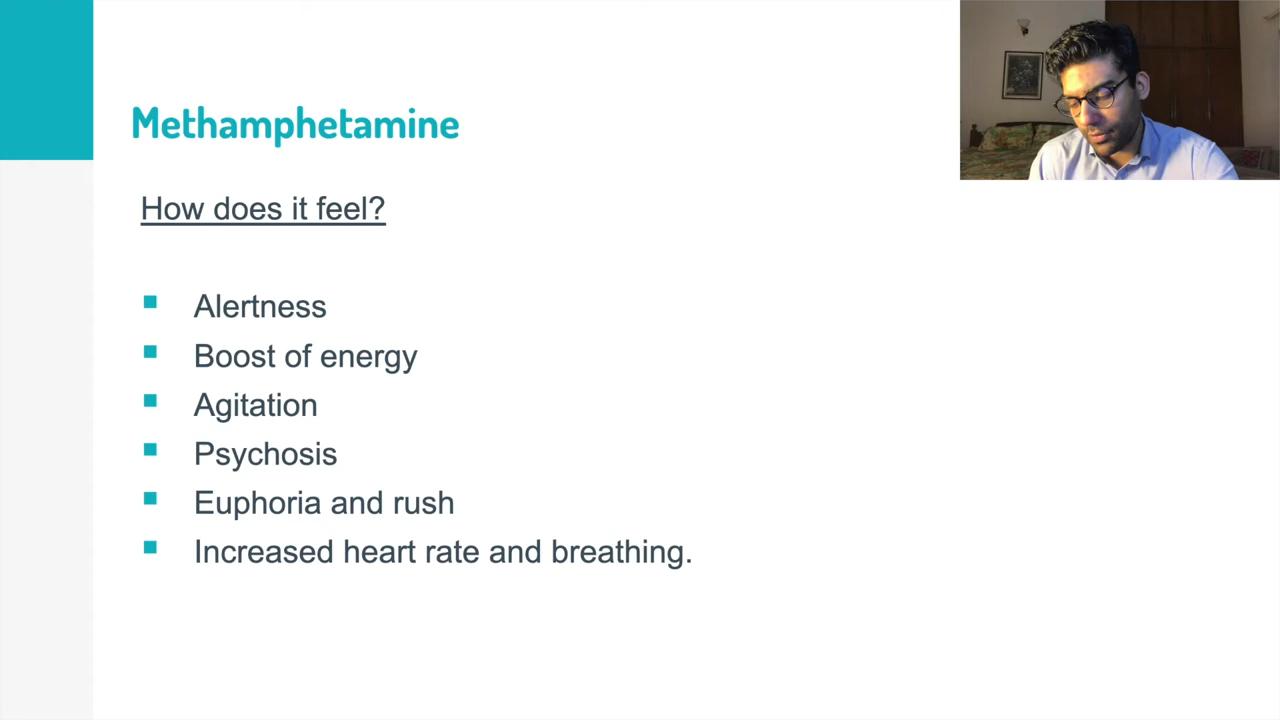 Methamphetamine
How does it feel?
Alertness
Boost of energy
Agitation
Psychosis
Euphoria and rush
Increased heart rate and breathing.